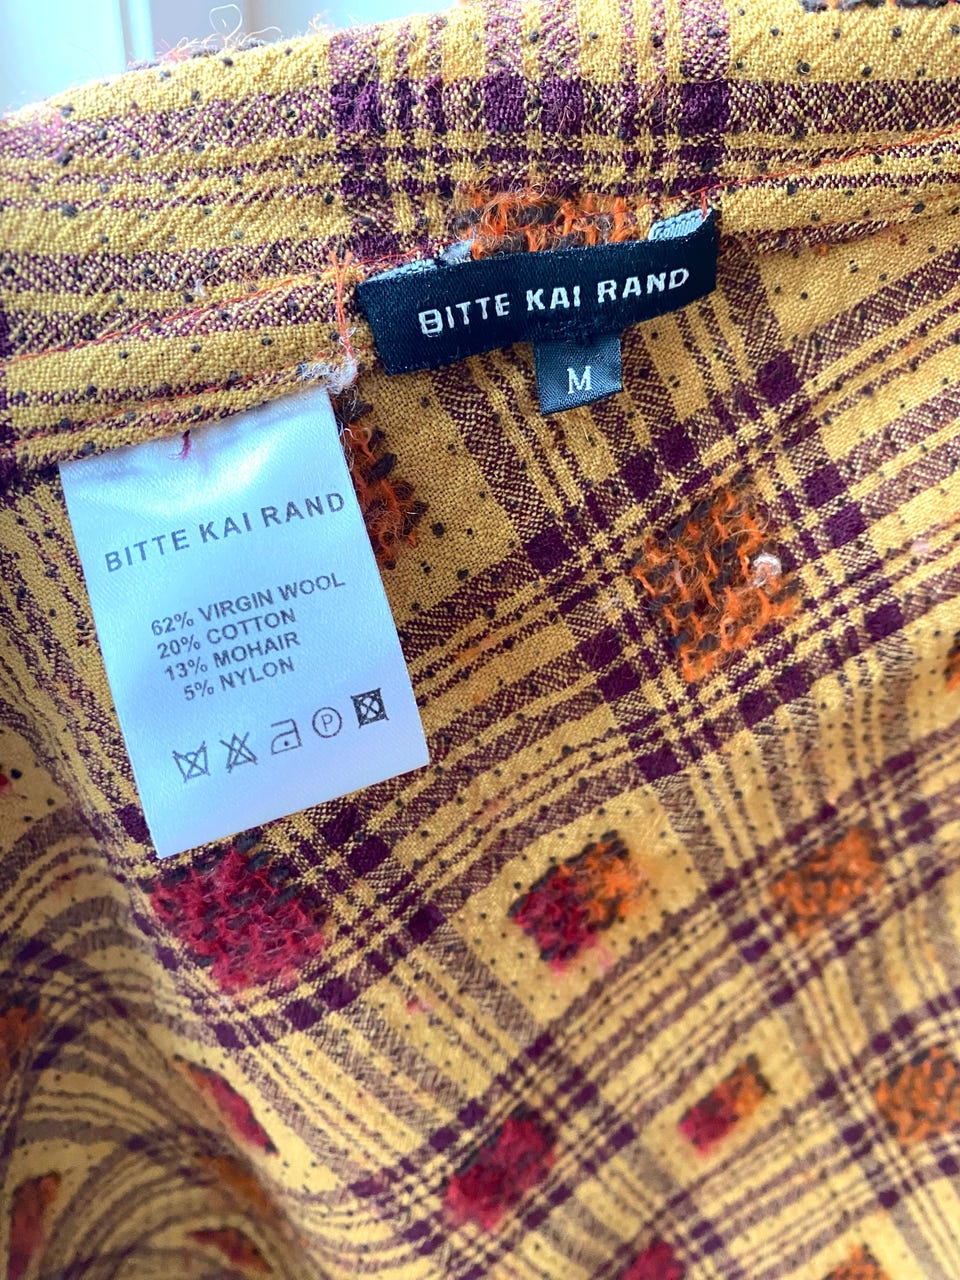 BITTE KAI RAND
M
BITTE KAI RAND
62% VIRGIN WOOL
20% COTTON
13% MOHAIR
5% NYLON
P